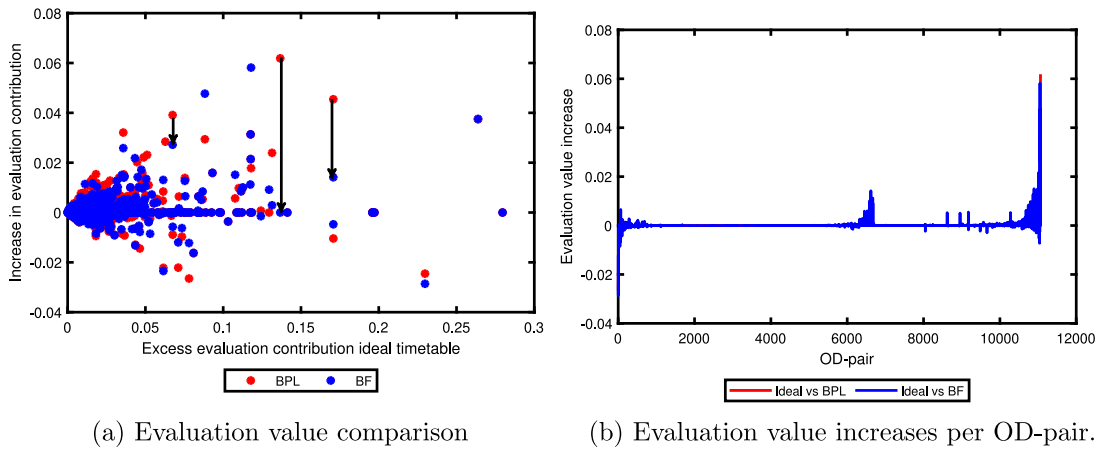 0.08
0.06
0.04
0.02
0
-0.02
-0.04
Increase in evaluation contribution
0 0.05 0.1 0.15 0.2 0.25 0.3
Excess evaluation contribution ideal timetable
BPL BF
(a) Evaluation value comparison
0.08
0.06
0.04
0.02
0
-0.02
-0.04
Evaluation value increase
0 2000 4000 6000 8000 10000 12000
OD-pair
Ideal vs BPL Ideal vs BF
(b) Evaluation value increases per OD-pair.